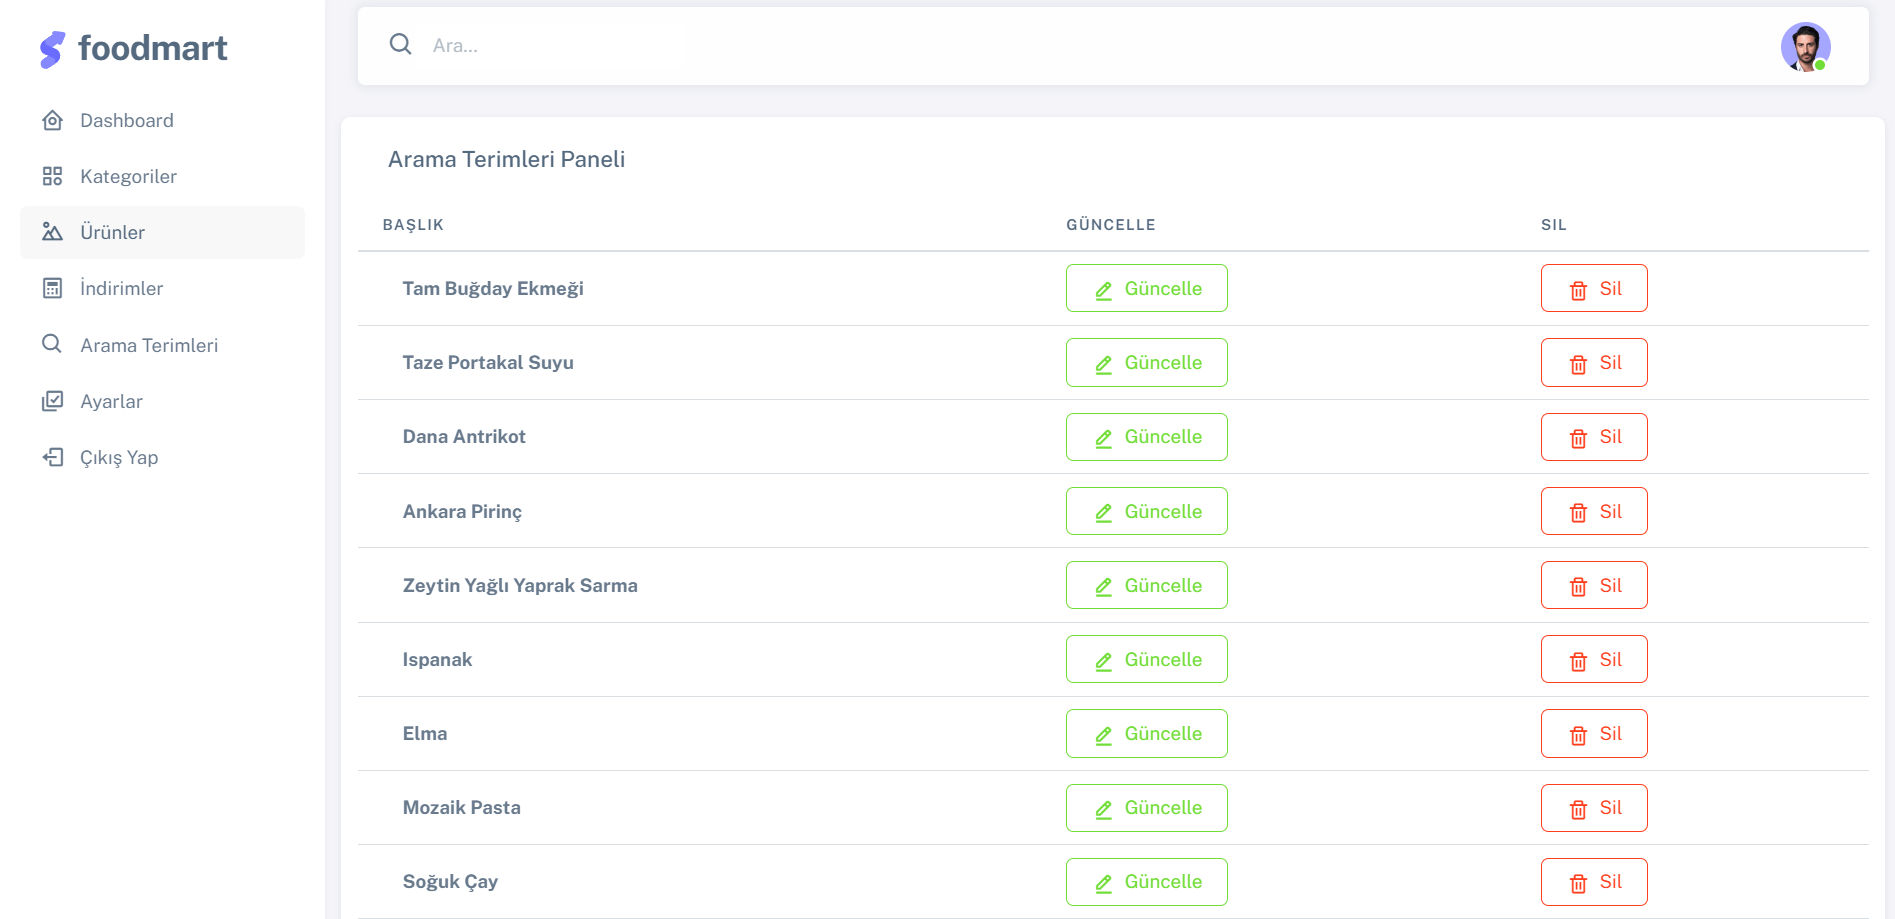 foodmart
Dashboard
Kategoriler
Ürünler
İndirimler
Arama Terimleri
Ayarlar
Çıkış Yap
Ara...
Arama Terimleri Paneli
BAŞLIK GÜNCELLE SIL
Tam Buğday Ekmeği Güncelle Sil
Taze Portakal Suyu Güncelle Sil
Dana Antrikot Güncelle Sil
Ankara Pirinç Güncelle Sil
Zeytin Yağlı Yaprak Sarma Güncelle Sil
Ispanak Güncelle Sil
Elma Güncelle Sil
Mozaik Pasta Güncelle Sil
Soğuk Çay Güncelle Sil